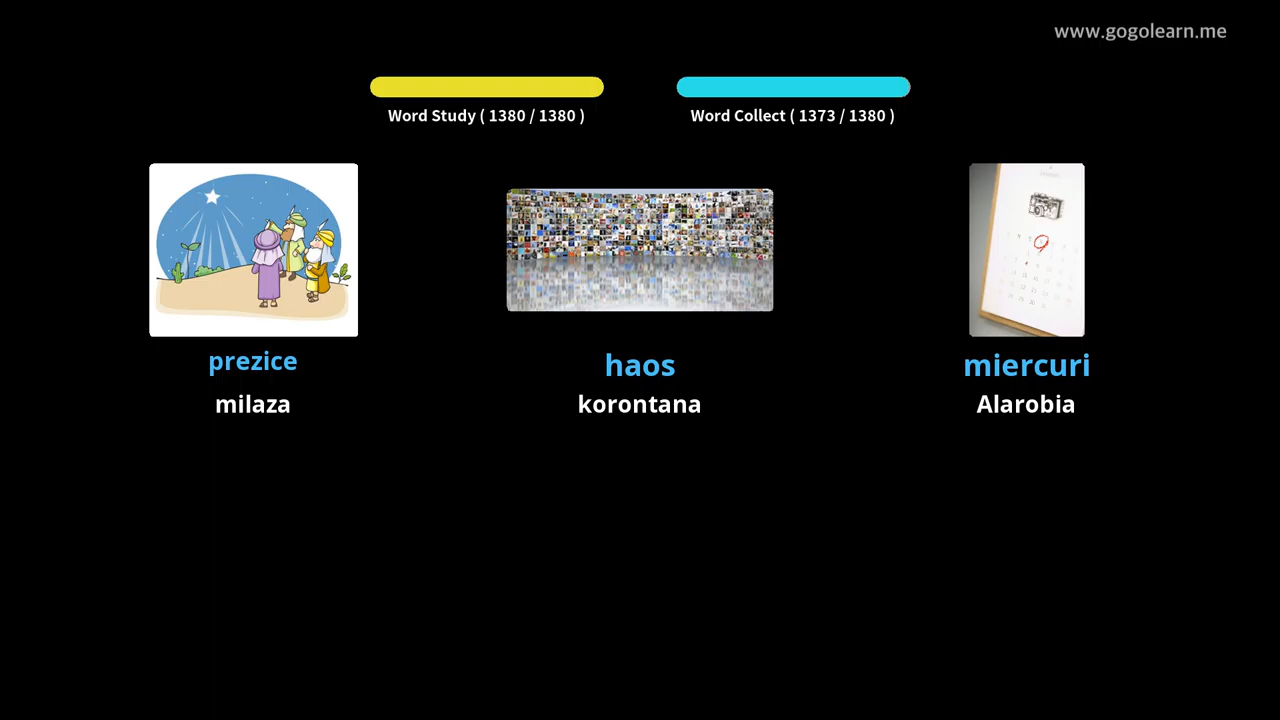 www.gogolearn.me
Word Study ( 1380 / 1380 )
Word Collect ( 1373 / 1380 )
prezice
haos
miercuri
milaza
korontana
Alarobia